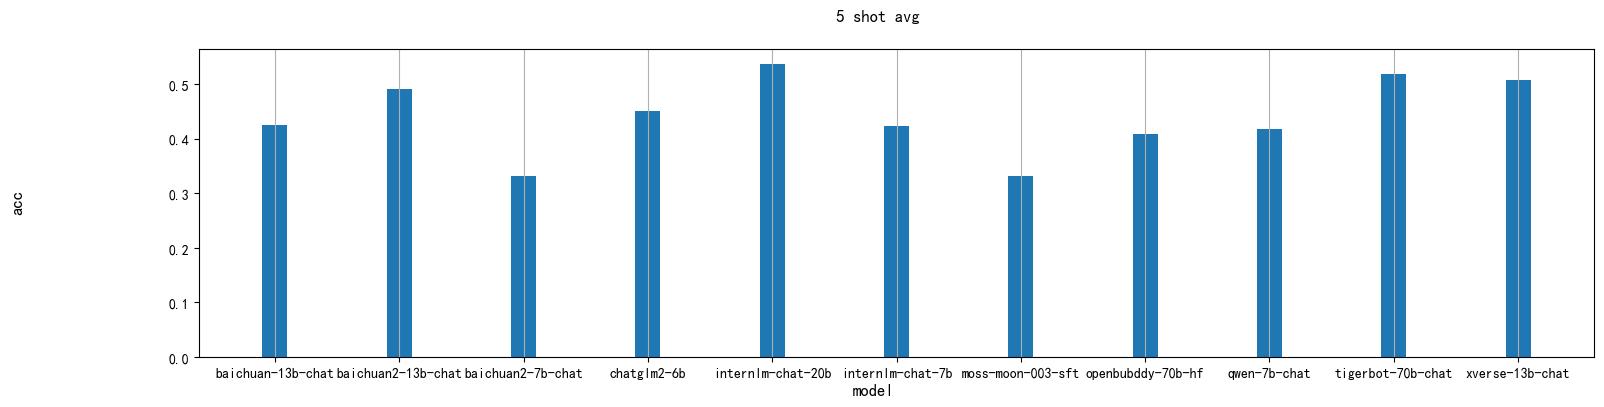 5 shot avg
acc
0.5
0.4
0.3
0.2
0.1
0.0
baichuan-13b-chat baichuan2-13b-chat baichuan2-7b-chat chatglm2-6b internlm-chat-20b internlm-chat-7b moss-moon-003-sft openbubddy-70b-hf qwen-7b-chat tigerbot-70b-chat xverse-13b-chat
model